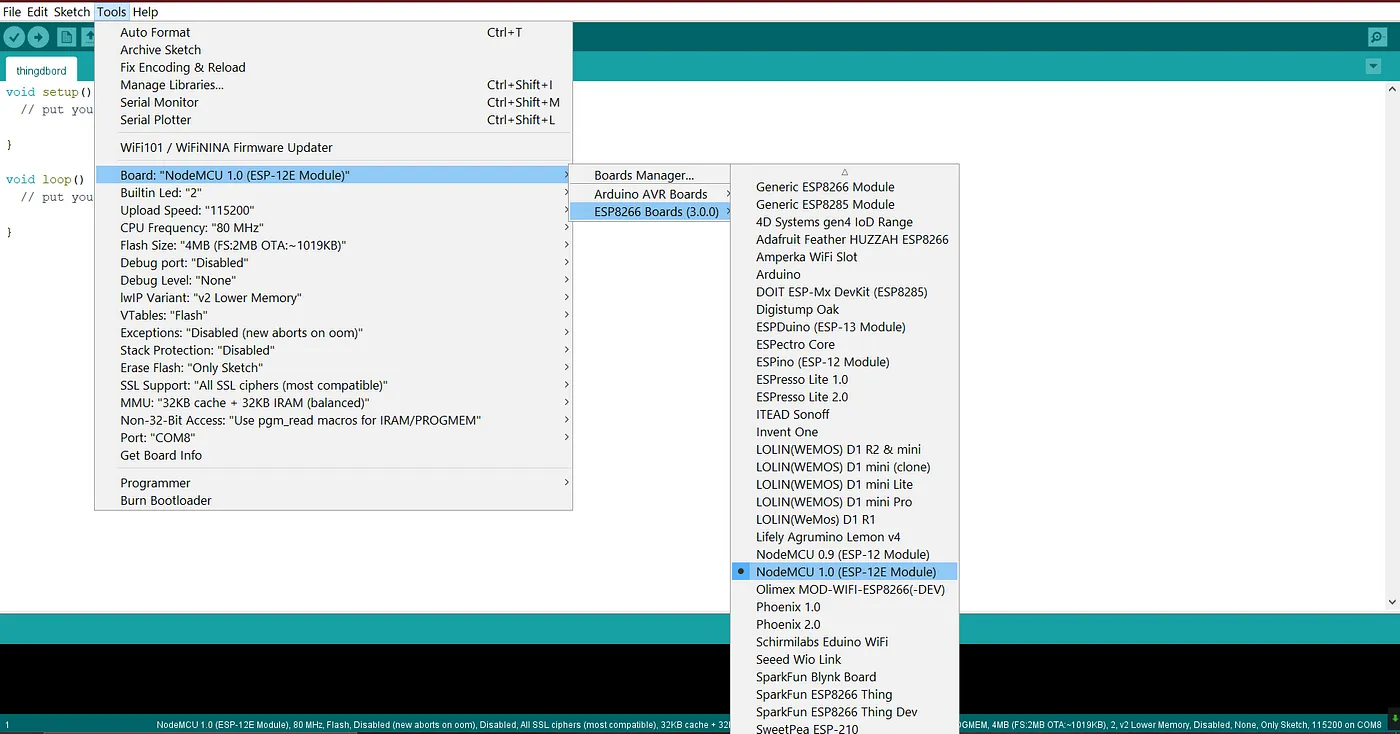 File Edit Sketch Tools Help
thingdbord
void setup()
// put you
}
void loop()
// put you
}
Auto Format Ctrl+T
Archive Sketch
Fix Encoding & Reload
Manage Libraries... Ctrl+Shift+I
Serial Monitor Ctrl+Shift+M
Serial Plotter Ctrl+Shift+L
WiFi101 / WiFiNINA Firmware Updater
Board: "NodeMCU 1.0 (ESP-12E Module)"
Builtin Led: "2"
Upload Speed: "115200"
CPU Frequency: "80 MHz"
Flash Size: "4MB (FS:2MB OTA:~1019KB)"
Debug port: "Disabled"
Debug Level: "None"
lwIP Variant: "v2 Lower Memory"
VTables: "Flash"
Exceptions: "Disabled (new aborts on oom)"
Stack Protection: "Disabled"
Erase Flash: "Only Sketch"
SSL Support: "All SSL ciphers (most compatible)"
MMU: "32KB cache + 32KB IRAM (balanced)"
Non-32-Bit Access: "Use pgm_read macros for IRAM/PROGMEM"
Port: "COM8"
Get Board Info
Programmer
Burn Bootloader
Boards Manager...
Arduino AVR Boards
ESP8266 Boards (3.0.0)
Generic ESP8266 Module
Generic ESP8285 Module
4D Systems gen4 IoD Range
Adafruit Feather HUZZAH ESP8266
Amperka WiFi Slot
Arduino
DOIT ESP-Mx DevKit (ESP8285)
Digistump Oak
ESPDuino (ESP-13 Module)
ESPectro Core
ESPino (ESP-12 Module)
ESPresso Lite 1.0
ESPresso Lite 2.0
ITEAD Sonoff
Invent One
LOLIN(WEMOS) D1 R2 & mini
LOLIN(WEMOS) D1 mini (clone)
LOLIN(WEMOS) D1 mini Lite
LOLIN(WEMOS) D1 mini Pro
LOLIN(WeMos) D1 R1
Lifely Agrumino Lemon v4
NodeMCU 0.9 (ESP-12 Module)
NodeMCU 1.0 (ESP-12E Module)
Olimex MOD-WIFI-ESP8266(-DEV)
Phoenix 1.0
Phoenix 2.0
Schirmilabs Eduino WiFi
Seeed Wio Link
SparkFun Blynk Board
SparkFun ESP8266 Thing
SparkFun ESP8266 Thing Dev
SweetPea ESP-210
1 NodeMCU 1.0 (ESP-12E Module), 80 MHz, Flash, Disabled (new aborts on oom), Disabled, All SSL ciphers (most compatible), 32KB cache + 32 OGMEM, 4MB (FS:2MB OTA:~1019KB), 2, v2 Lower Memory, Disabled, None, Only Sketch, 115200 on COM8